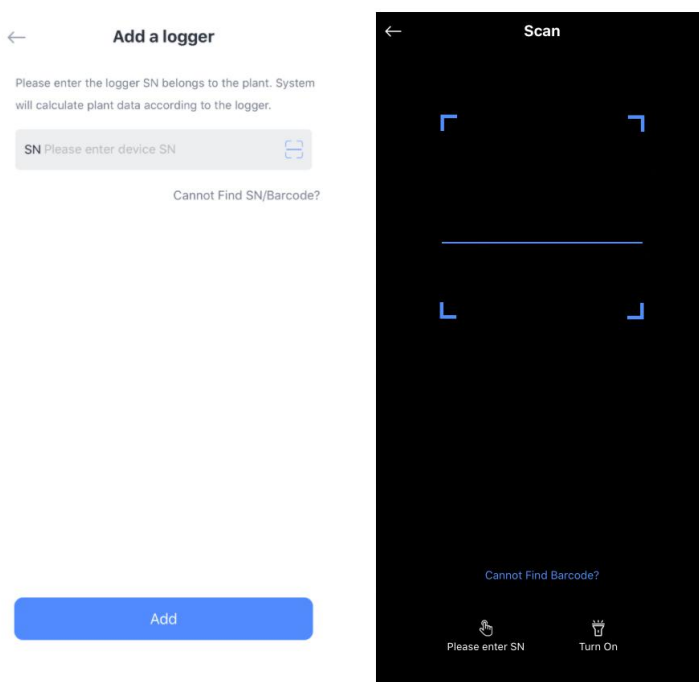 Add a logger
Please enter the logger SN belongs to the plant. System
will calculate plant data according to the logger.
SN Please enter device SN
Cannot Find SN/Barcode?
Add
Scan
Cannot Find Barcode?
Please enter SN
Turn On